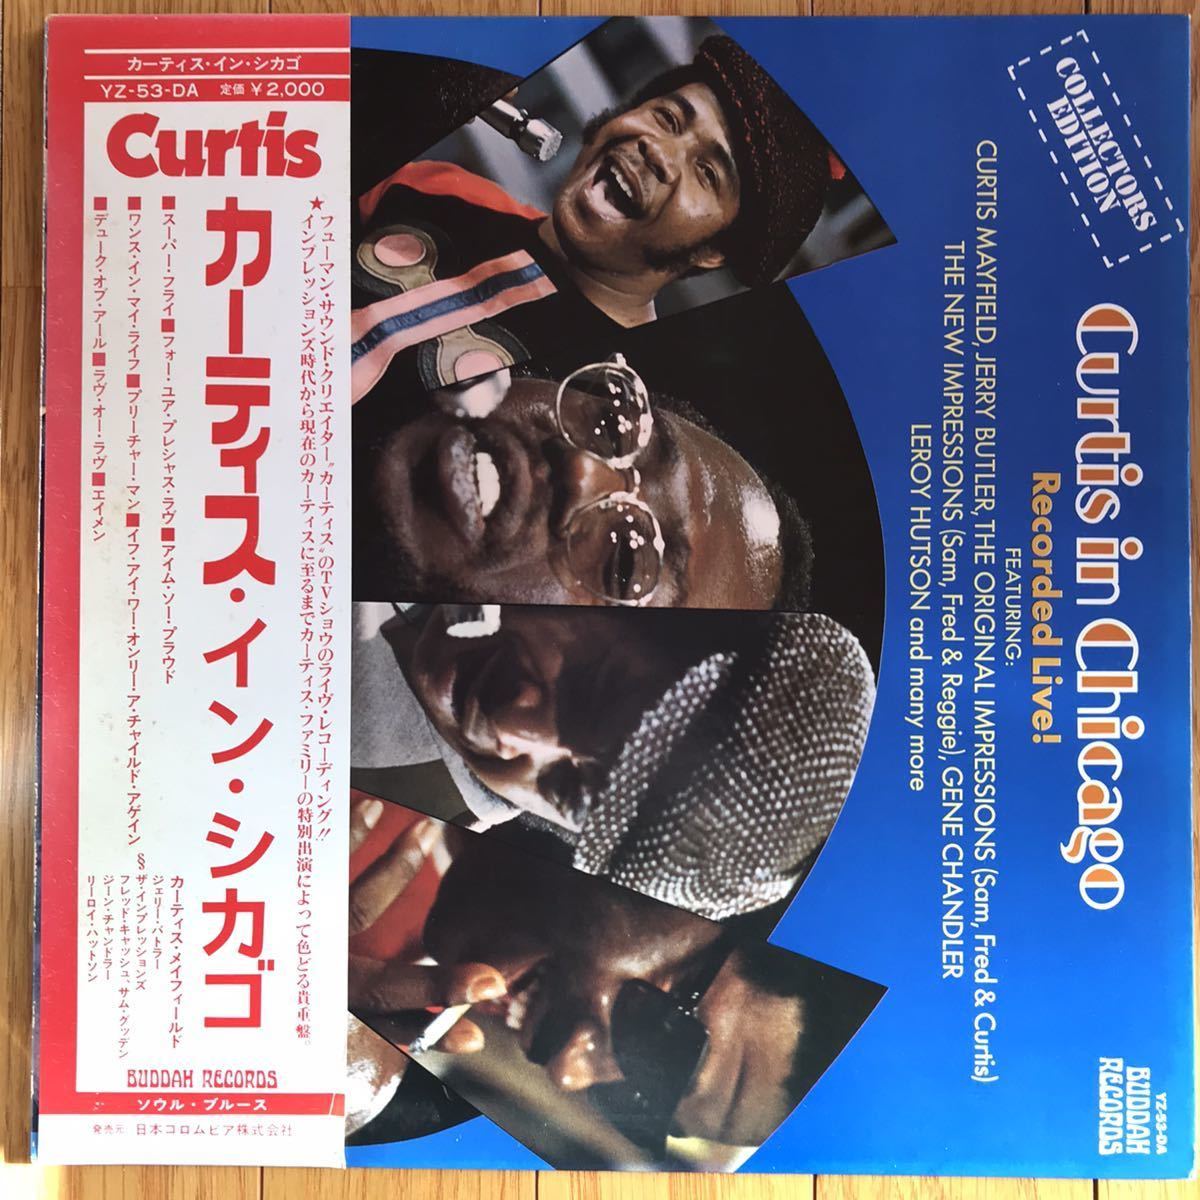 カーティス・イン・シカゴ
YZ-53-DA 定価 ¥2,000
Curtis
カーティス・イン・シカゴ
★フューマン・サウンド・クリエイター"カーティス"のTVショウのライヴ・レコーディング!!
インプレッションズ時代から現在のカーティスに至るまでカーティス・ファミリーの特別出演によって色どる貴重盤。
■スーパー・フライ■フォー・ユア・プレシャス・ラヴ■アイム・ソー・プラウド
■ワンス・イン・マイ・ライフ■プリーチャー・マン■イフ・アイ・ワー・オンリー・ア・チャイルド・アゲイン
■デューク・オブ・アール■ラヴ・オー・ラヴ■エイメン
§
カーティス・メイフィールド
ジェリー・バトラー
ザ・インプレッションズ
フレッド・キャッシュ、サム・グッデン
ジーン・チャンドラー
リーロイ・ハットソン
BUDDAH RECORDS
ソウル・ブルース
発売元 日本コロムビア株式会社
COLLECTORS
EDITION
Curtis in Chicago
Recorded Live!
FEATURING:
CURTIS MAYFIELD, JERRY BUTLER, THE ORIGINAL IMPRESSIONS (Sam, Fred & Curtis)
THE NEW IMPRESSIONS (Sam, Fred & Reggie), GENE CHANDLER
LEROY HUTSON and many more
YZ-53-DA
BUDDAH
RECORDS